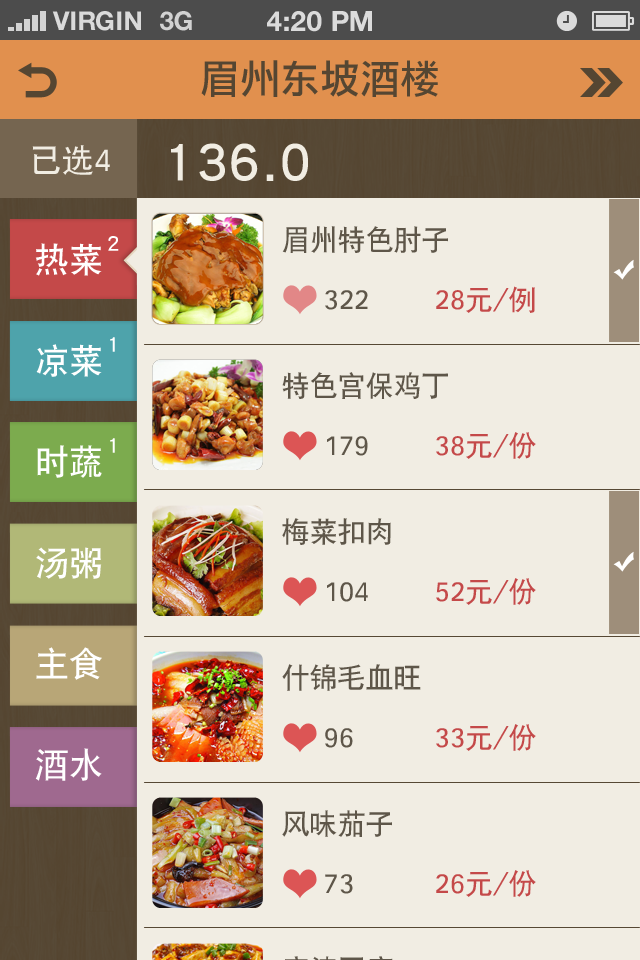 VIRGIN 3G 4:20 PM
眉州东坡酒楼
已选4 136.0
热菜 2
凉菜 1
时蔬 1
汤粥
主食
酒水
眉州特色肘子
322 28元/例
特色宫保鸡丁
179 38元/份
梅菜扣肉
104 52元/份
什锦毛血旺
96 33元/份
风味茄子
73 26元/份